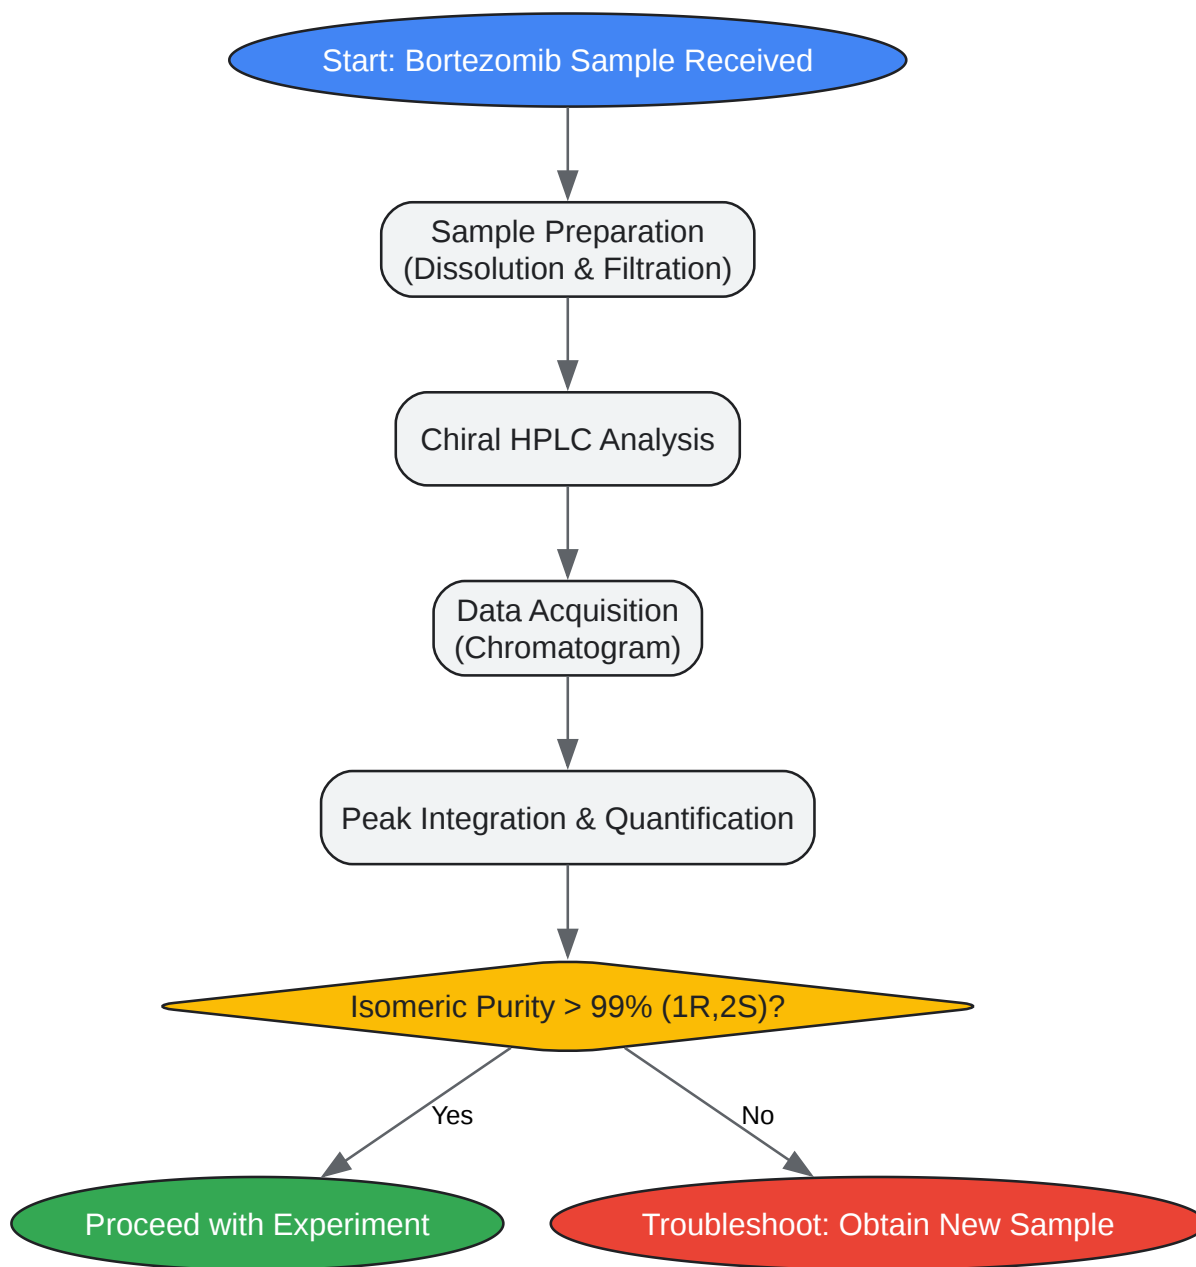 Start: Bortezomib Sample Received
Sample Preparation
(Dissolution & Filtration)
Chiral HPLC Analysis
Data Acquisition
(Chromatogram)
Peak Integration & Quantification
Isomeric Purity > 99% (1R,2S)?
Yes
No
Proceed with Experiment
Troubleshoot: Obtain New Sample